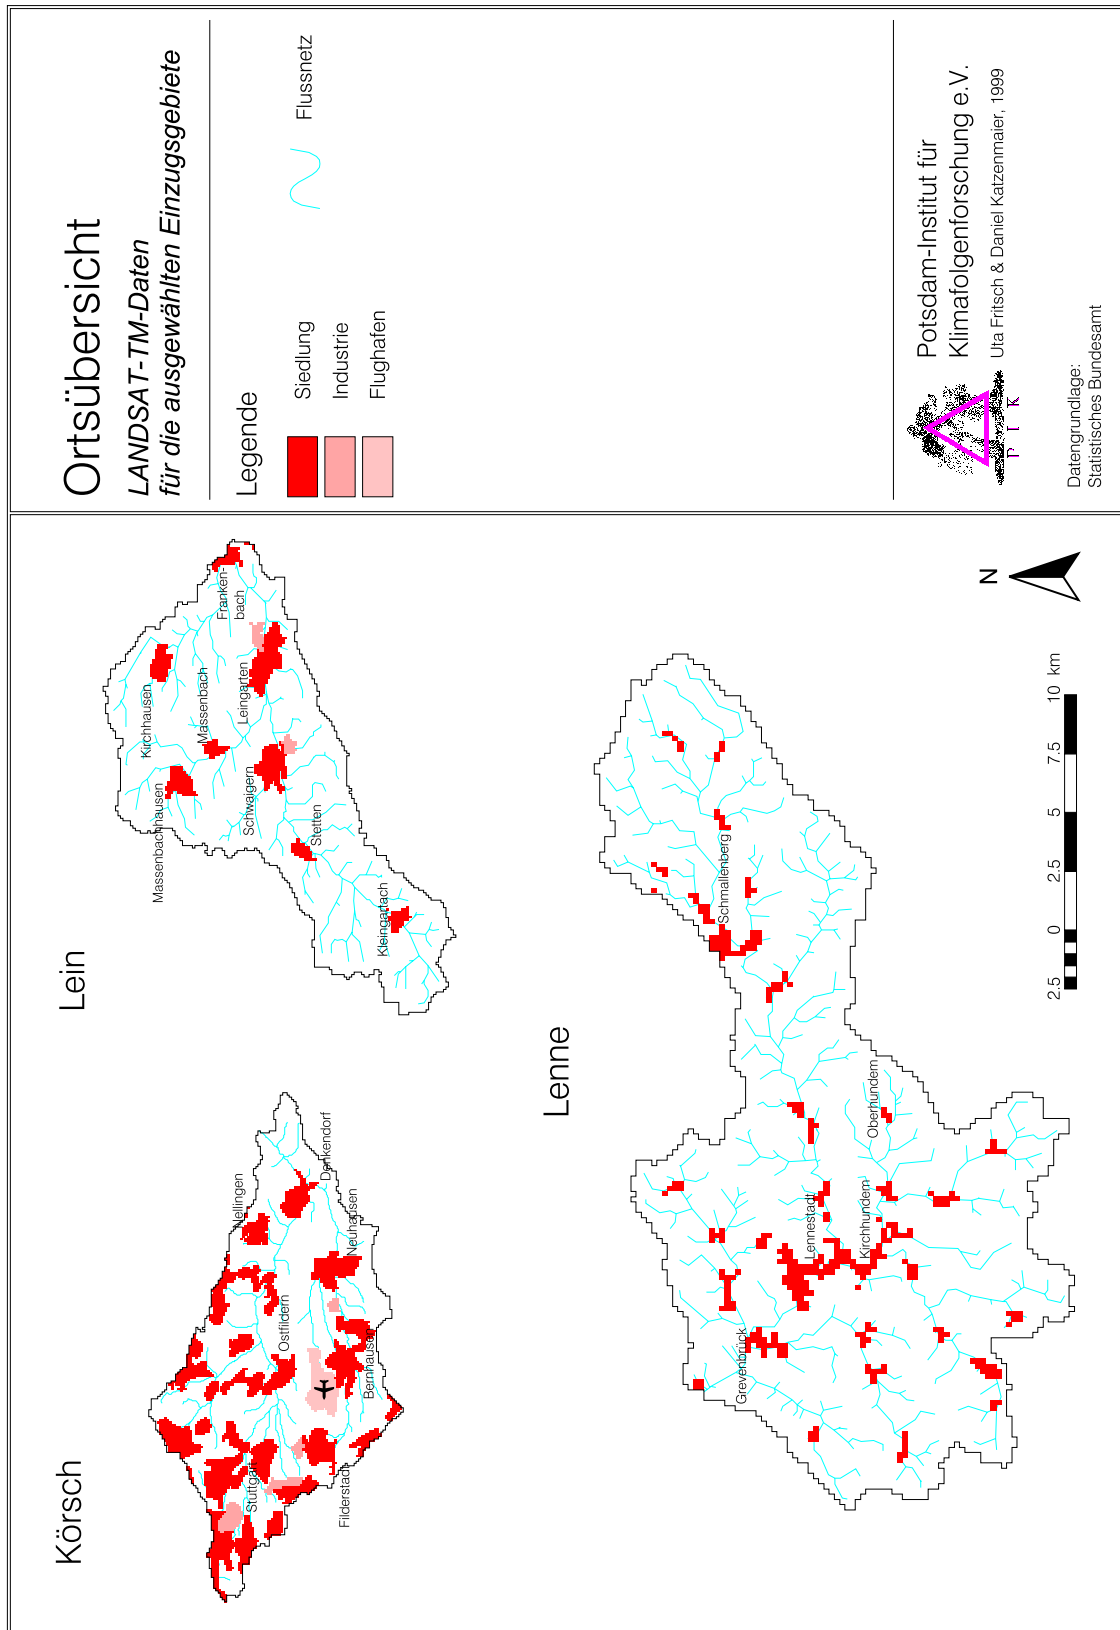 Ortsübersicht
LANDSAT-TM-Daten
für die ausgewählten Einzugsgebiete
Legende
Siedlung
Industrie
Flughafen
Flussnetz
Potsdam-Institut für
Klimafolgenforschung e.V.
Uta Fritsch & Daniel Katzenmaier, 1999
P I K
Datengrundlage:
Statistisches Bundesamt
Körsch
Nellingen
Denkendorf
Neuhausen
Ostfildern
Bernhausen
Stuttgart
Filderstadt
Lein
Kirchhausen
Massenbachhausen
Massenbach
Franken-
bach
Leingarten
Schwaigern
Stetten
Kleingartach
Lenne
Schmallenberg
Oberhundem
Lennestadt
Kirchhundem
Grevenbrück
N
2.5 0 2.5 5 7.5 10 km